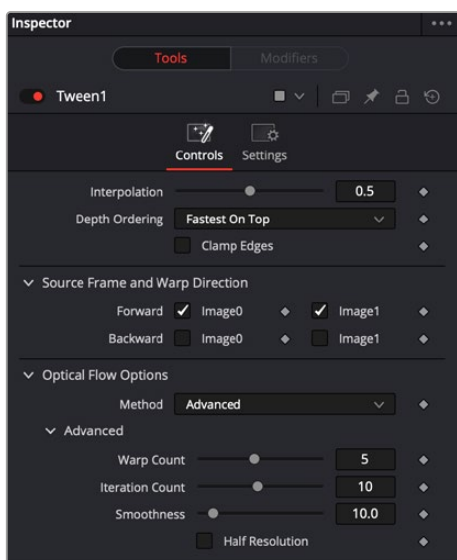 Inspector
Tools Modifiers
Tween1
Controls Settings
Interpolation 0.5
Depth Ordering Fastest On Top
Clamp Edges
Source Frame and Warp Direction
Forward Image0 Image1
Backward Image0 Image1
Optical Flow Options
Method Advanced
Advanced
Warp Count 5
Iteration Count 10
Smoothness 10.0
Half Resolution